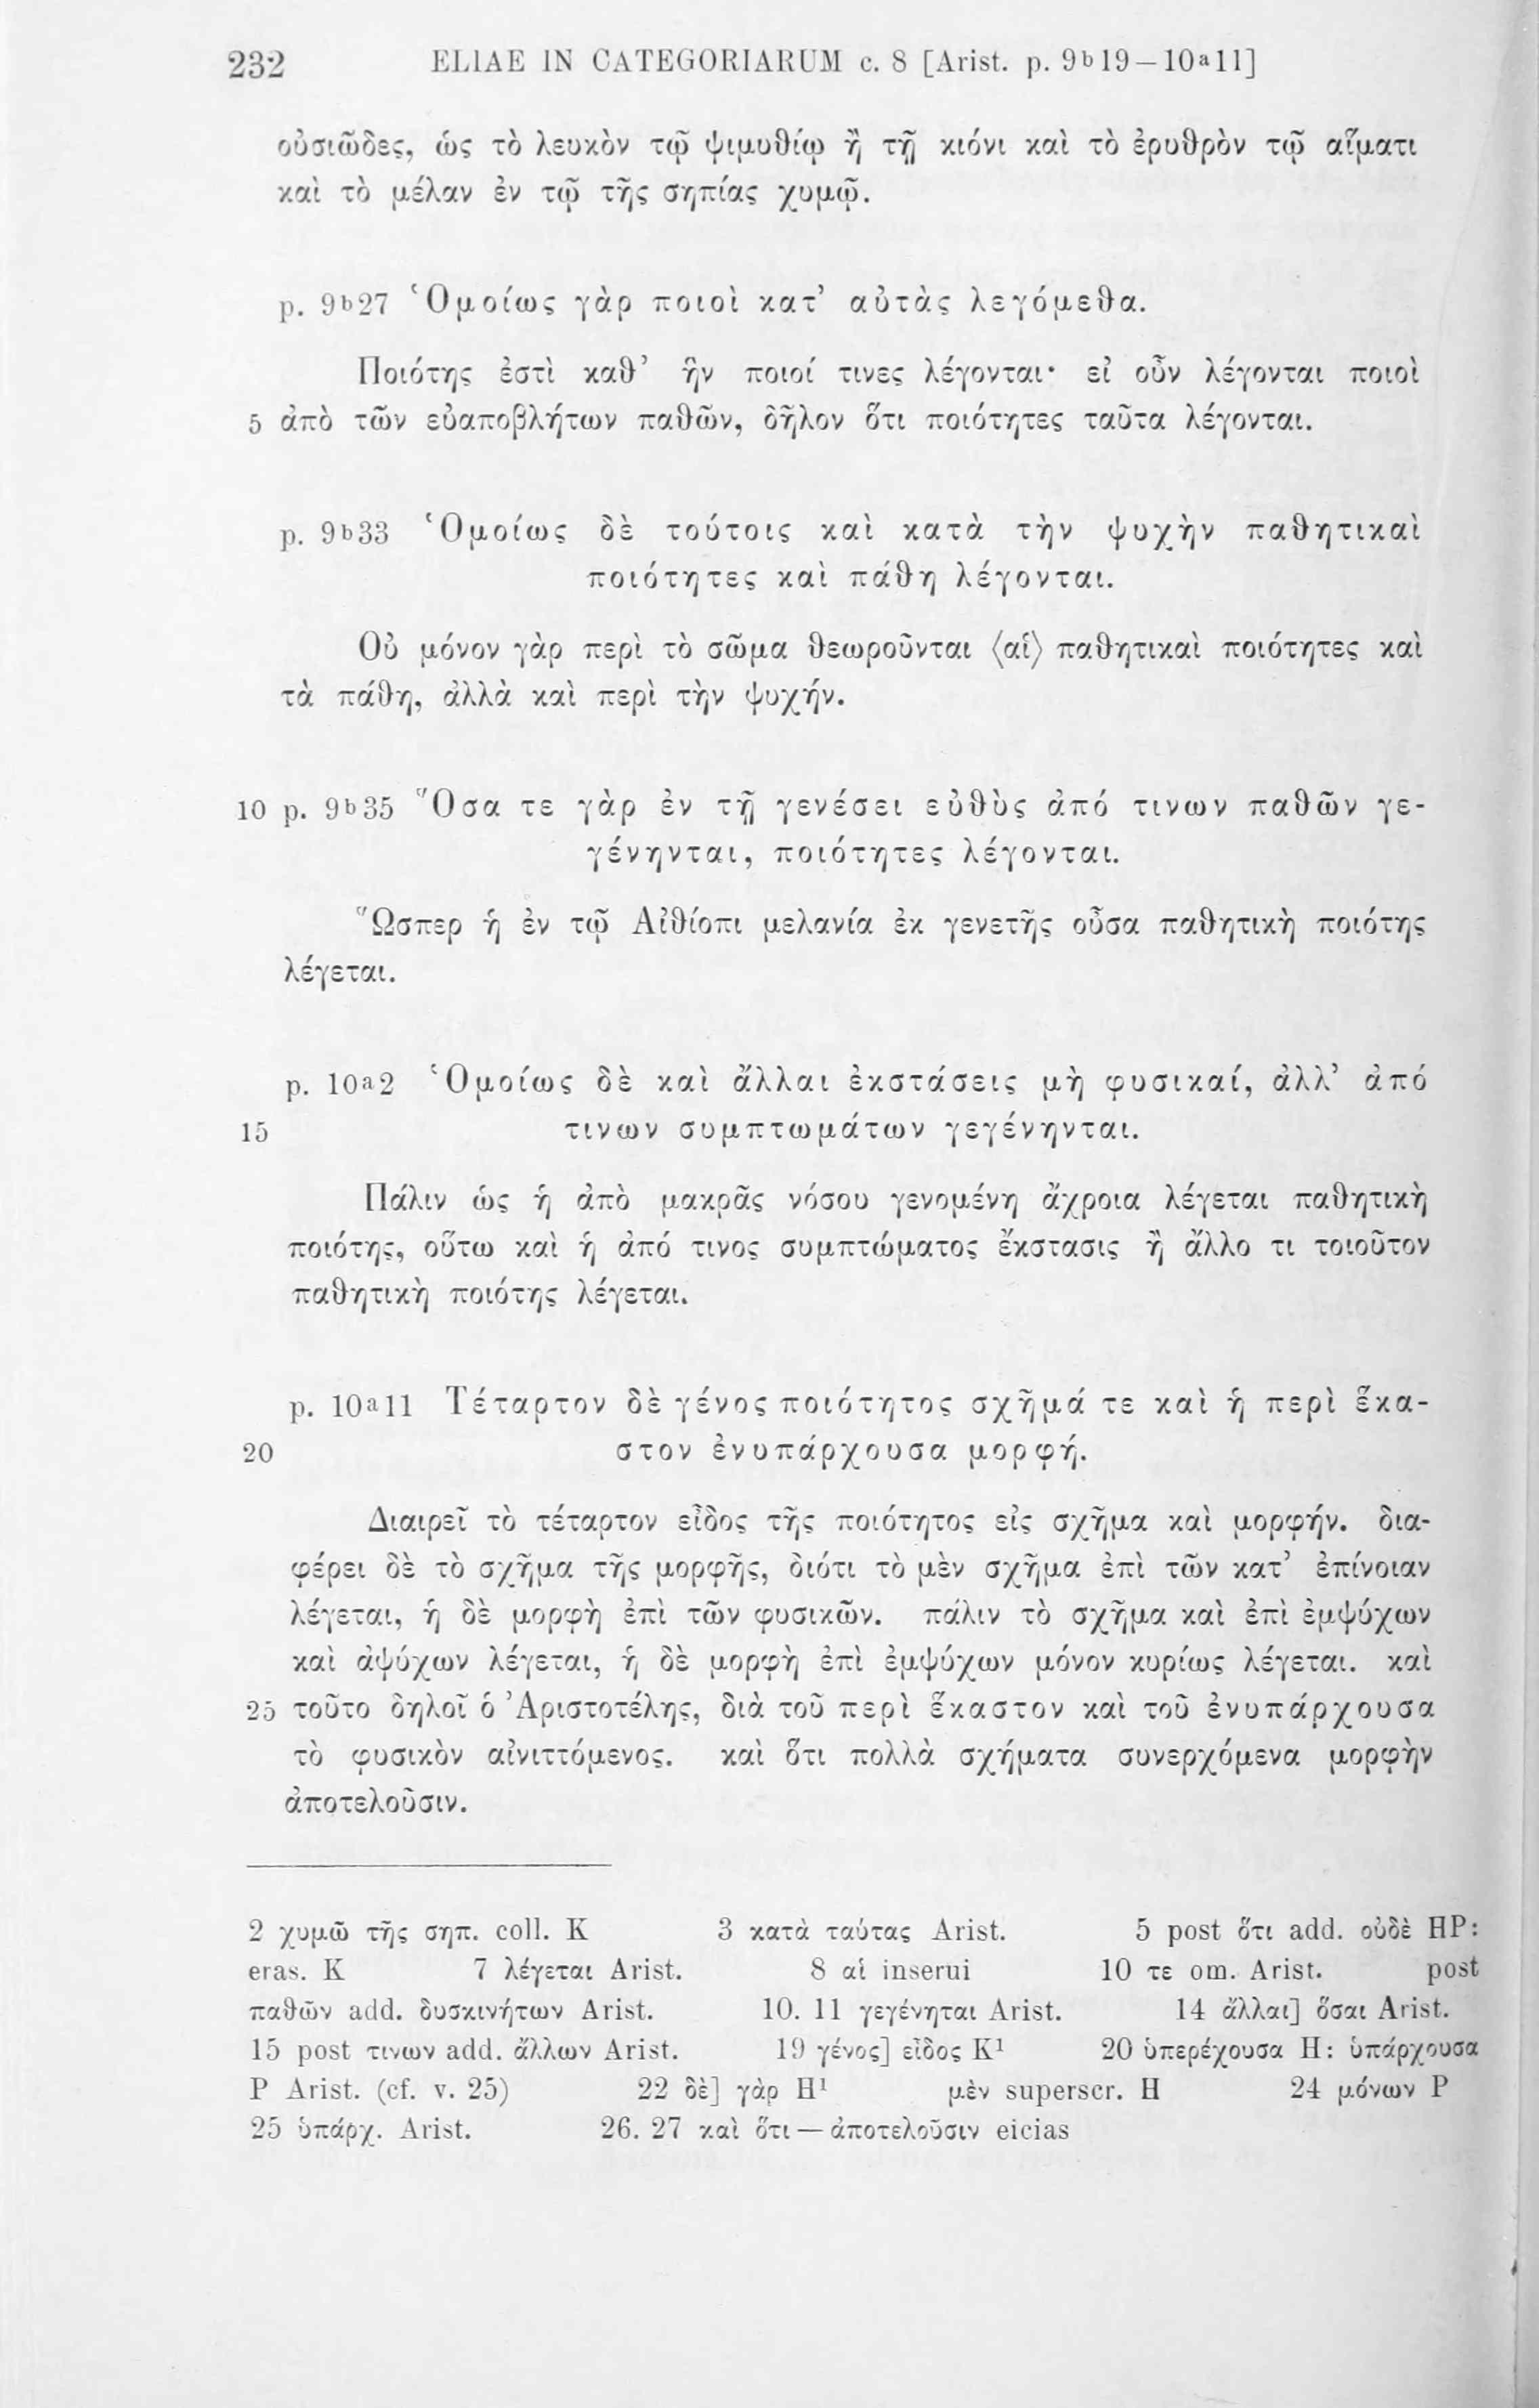 232 ELIAE IN CATEGORIARUM c. 8 [Arist. p. 9b19—10a11]
οὐσιῶδες, ὡς τὸ λευκὸν τῷ ψιμυθίῳ ἢ τῇ κιόνι καὶ τὸ ἐρυθρὸν τῷ αἵματι
καὶ τὸ μέλαν ἐν τῷ τῆς σηπίας χυμῷ.
p. 9b27 Ὁμοίως γὰρ ποιοὶ κατ’ αὐτὰς λεγόμεθα.
Ποιότης ἐστὶ καθ’ ἣν ποιοί τινες λέγονται· εἰ οὖν λέγονται ποιοὶ
5 ἀπὸ τῶν εὐαποβλήτων παθῶν, δῆλον ὅτι ποιότητες ταῦτα λέγονται.
p. 9b33 Ὁμοίως δὲ τούτοις καὶ κατὰ τὴν ψυχὴν παθητικαὶ
ποιότητες καὶ πάθη λέγονται.
Οὐ μόνον γὰρ περὶ τὸ σῶμα θεωροῦνται ⟨αἱ⟩ παθητικαὶ ποιότητες καὶ
τὰ πάθη, ἀλλὰ καὶ περὶ τὴν ψυχήν.
10 p. 9b35 Ὅσα τε γὰρ ἐν τῇ γενέσει εὐθὺς ἀπό τινων παθῶν γε-
γένηνται, ποιότητες λέγονται.
Ὥσπερ ἡ ἐν τῷ Αἰθίοπι μελανία ἐκ γενετῆς οὖσα παθητικὴ ποιότης
λέγεται.
p. 10a2 Ὁμοίως δὲ καὶ ἄλλαι ἐκστάσεις μὴ φυσικαί, ἀλλ’ ἀπό
15 τινων συμπτωμάτων γεγένηνται.
Πάλιν ὡς ἡ ἀπὸ μακρᾶς νόσου γενομένη ἄχροια λέγεται παθητικὴ
ποιότης, οὕτω καὶ ἡ ἀπό τινος συμπτώματος ἔκστασις ἢ ἄλλο τι τοιοῦτον
παθητικὴ ποιότης λέγεται.
p. 10a11 Τέταρτον δὲ γένος ποιότητος σχῆμά τε καὶ ἡ περὶ ἕκα-
20 στον ἐνυπάρχουσα μορφή.
Διαιρεῖ τὸ τέταρτον εἶδος τῆς ποιότητος εἰς σχῆμα καὶ μορφήν. δια-
φέρει δὲ τὸ σχῆμα τῆς μορφῆς, διότι τὸ μὲν σχῆμα ἐπὶ τῶν κατ’ ἐπίνοιαν
λέγεται, ἡ δὲ μορφὴ ἐπὶ τῶν φυσικῶν. πάλιν τὸ σχῆμα καὶ ἐπὶ ἐμψύχων
καὶ ἀψύχων λέγεται, ἡ δὲ μορφὴ ἐπὶ ἐμψύχων μόνον κυρίως λέγεται. καὶ
25 τοῦτο δηλοῖ ὁ Ἀριστοτέλης, διὰ τοῦ περὶ ἕκαστον καὶ τοῦ ἐνυπάρχουσα
τὸ φυσικὸν αἰνιττόμενος. καὶ ὅτι πολλὰ σχήματα συνερχόμενα μορφὴν
ἀποτελοῦσιν.
2 χυμῶ τῆς σηπ. coll. K 3 κατὰ ταύτας Arist. 5 post ὅτι add. οὐδὲ HP:
eras. K 7 λέγεται Arist. 8 αἱ inserui 10 τε om. Arist. post
παθῶν add. δυσκινήτων Arist. 10. 11 γεγένηται Arist. 14 ἄλλαι] ὅσαι Arist.
15 post τινων add. ἄλλων Arist. 19 γένος] εἶδος K¹ 20 ὑπερέχουσα H: ὑπάρχουσα
P Arist. (cf. v. 25) 22 δὲ] γὰρ H¹ μὲν superscr. H 24 μόνων P
25 ὑπάρχ. Arist. 26. 27 καὶ ὅτι — ἀποτελοῦσιν eicias